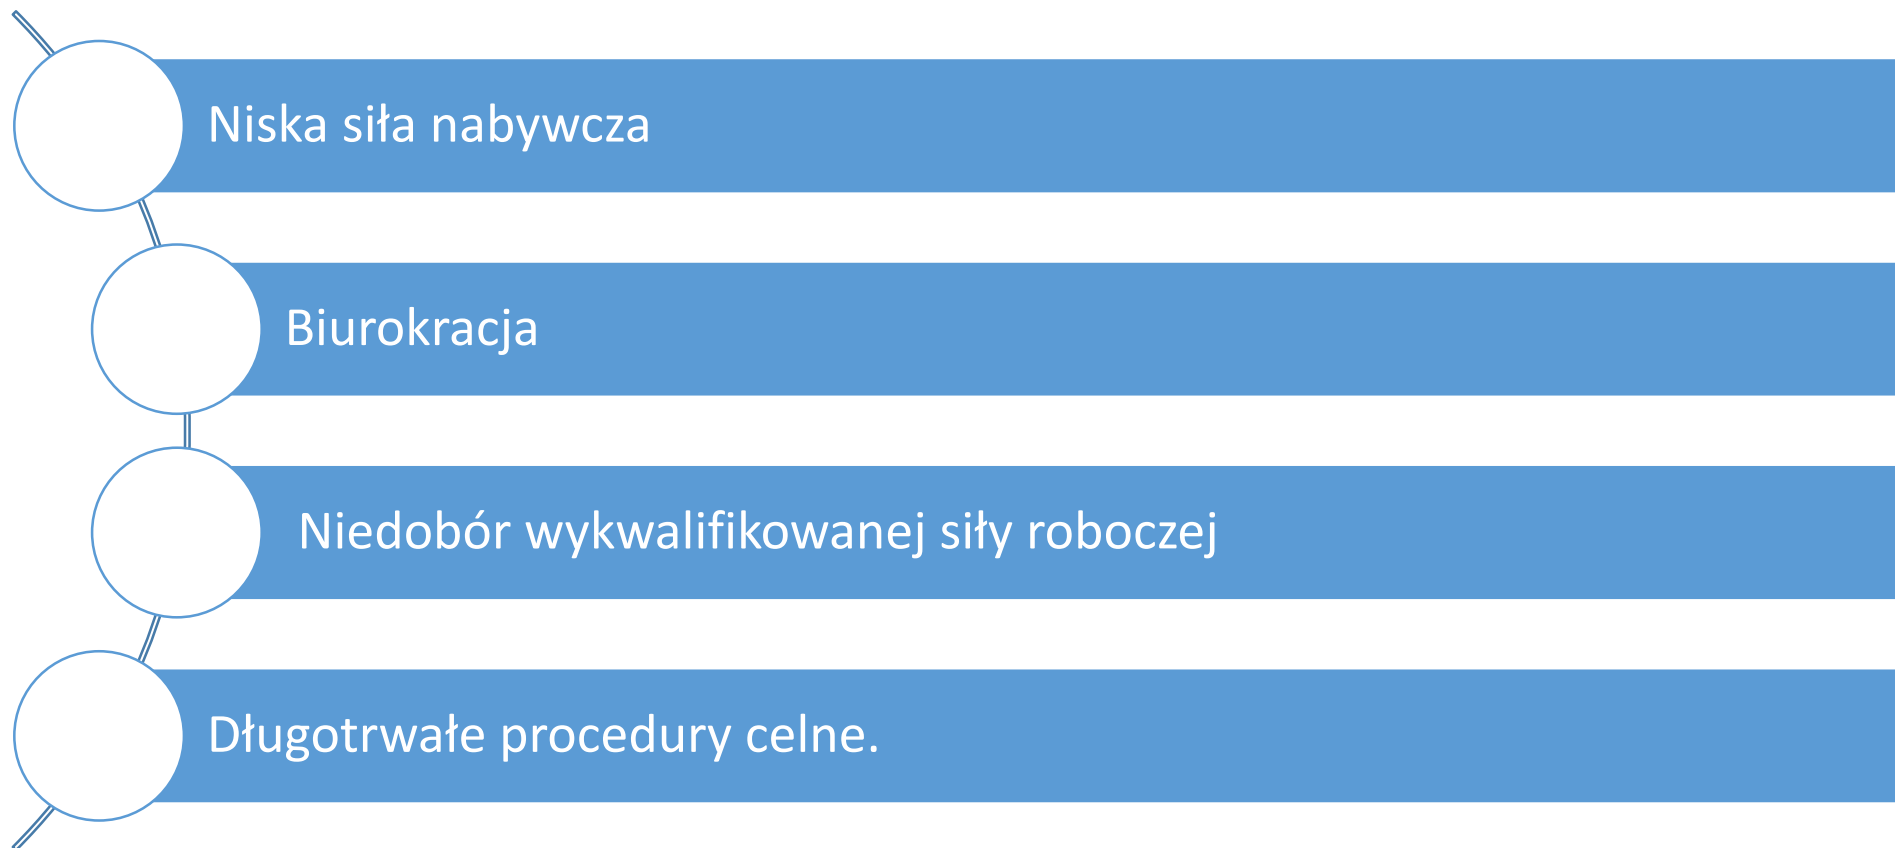 Niska siła nabywcza
Biurokracja
Niedobór wykwalifikowanej siły roboczej
Długotrwałe procedury celne.